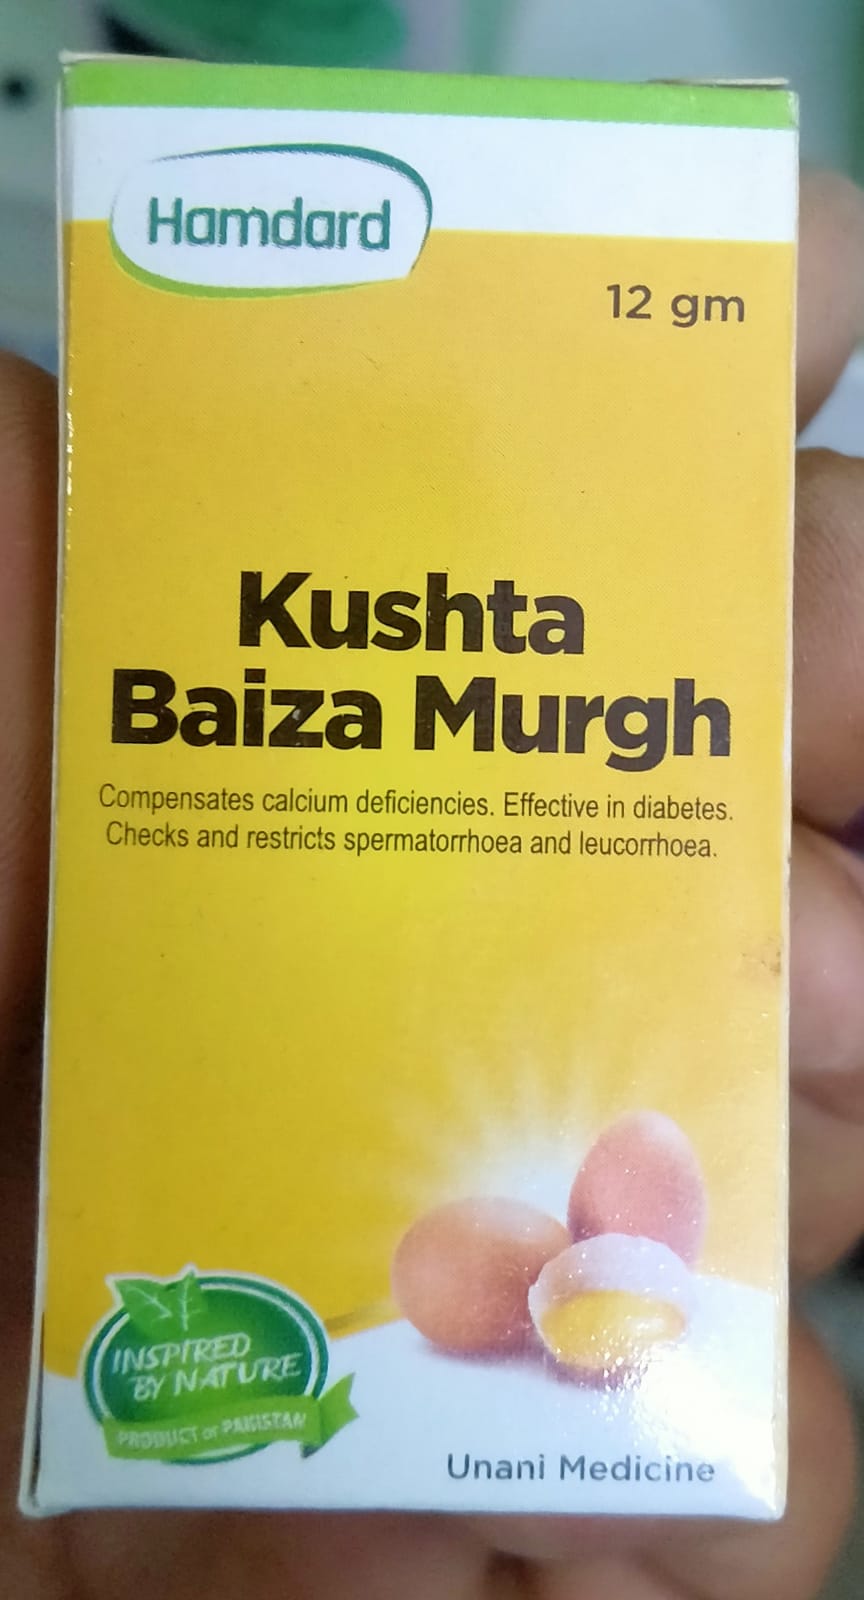 Hamdard
12 gm
Kushta
Baiza Murgh
Compensates calcium deficiencies. Effective in diabetes.
Checks and restricts spermatorrhoea and leucorrhoea.
INSPIRED
BY NATURE
PRODUCT OF PAKISTAN
Unani Medicine